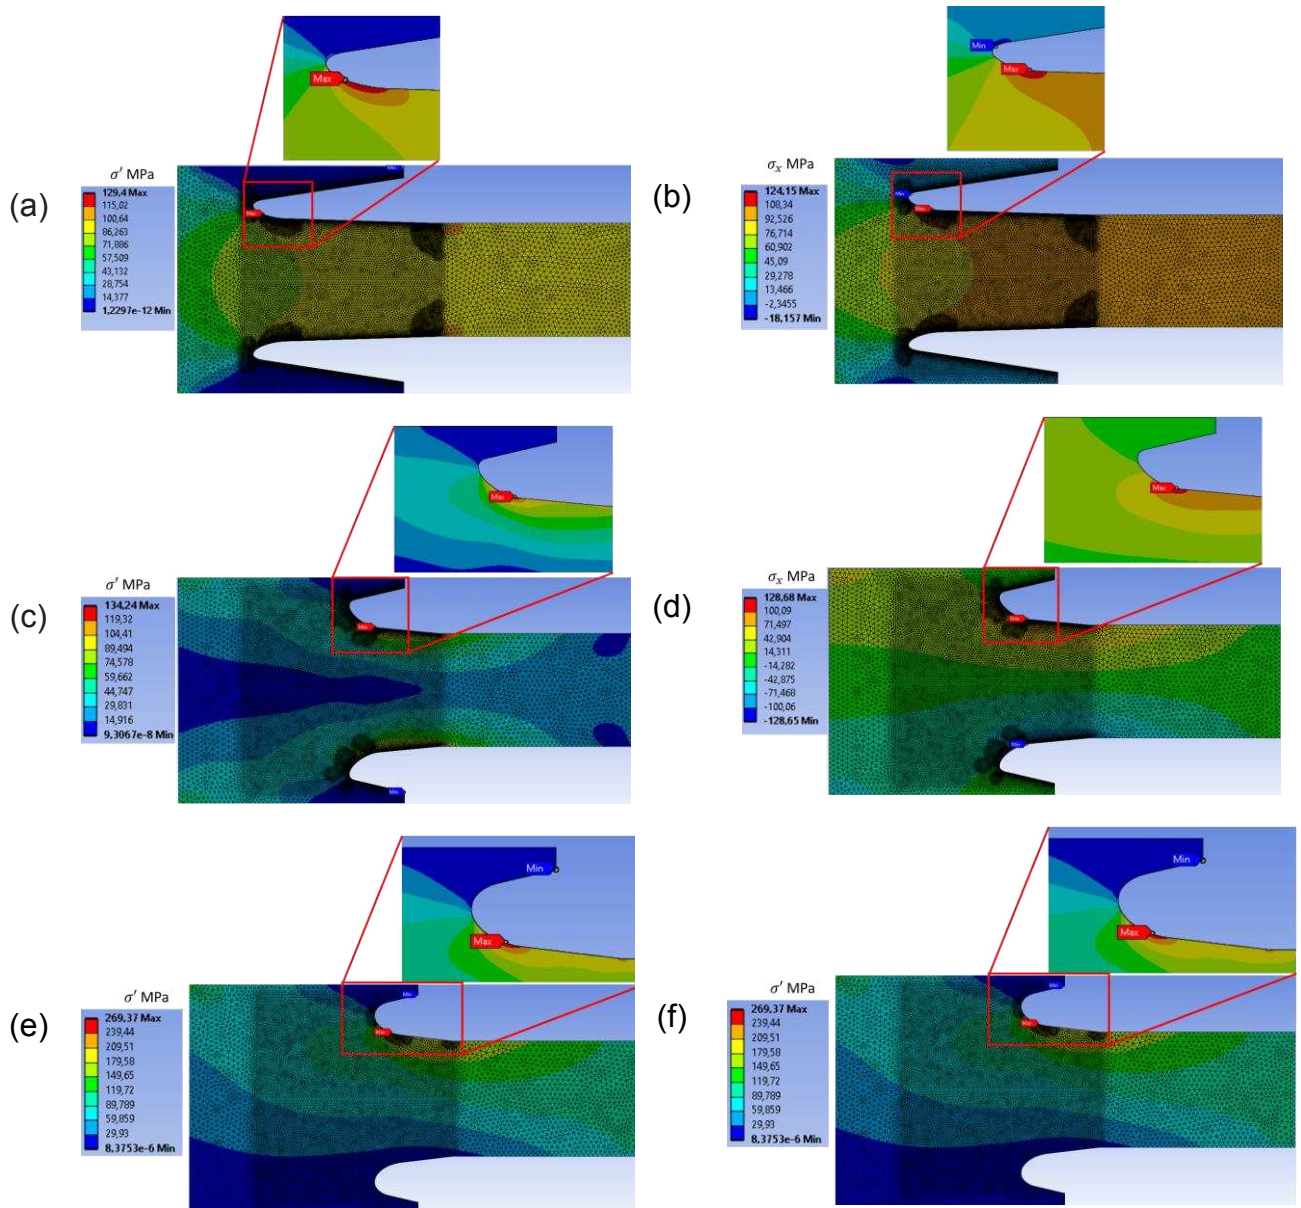 Max
σ' MPa
129,4 Max
115,02
100,64
86,263
71,886
57,509
43,132
28,754
14,377
1,2297e-12 Min
(a)
Min
Min
Max
σx MPa
124,15 Max
108,34
92,526
76,714
60,902
45,09
29,278
13,466
-2,3455
-18,157 Min
(b)
Max
σ' MPa
134,24 Max
119,32
104,41
89,494
74,578
59,662
44,747
29,831
14,916
9,3067e-8 Min
(c)
Max
Min
Max
σx MPa
128,68 Max
100,09
71,497
42,904
14,311
-14,282
-42,875
-71,468
-100,06
-128,65 Min
(d)
Min
Min
Max
σ' MPa
269,37 Max
239,44
209,51
179,58
149,65
119,72
89,789
59,859
29,93
8,3753e-6 Min
(e)
Min
Min
Max
σ' MPa
269,37 Max
239,44
209,51
179,58
149,65
119,72
89,789
59,859
29,93
8,3753e-6 Min
(f)
Min